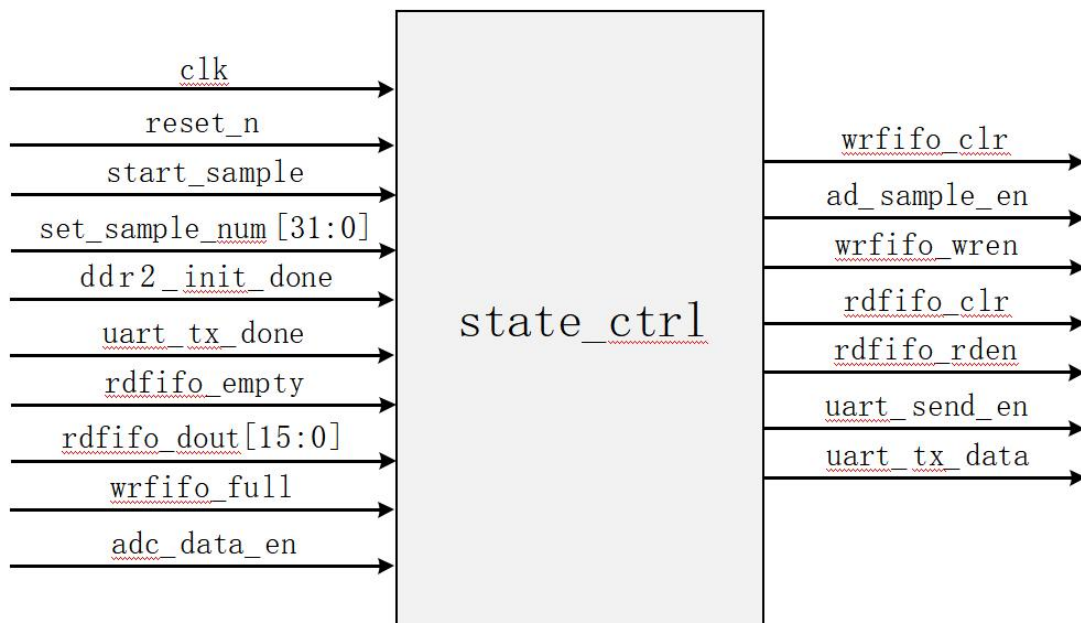 clk
reset_n
start_sample
set_sample_num[31:0]
ddr2_init_done
uart_tx_done
rdfifo_empty
rdfifo_dout[15:0]
wrfifo_full
adc_data_en
state_ctrl
wrfifo_clr
ad_sample_en
wrfifo_wren
rdfifo_clr
rdfifo_rden
uart_send_en
uart_tx_data